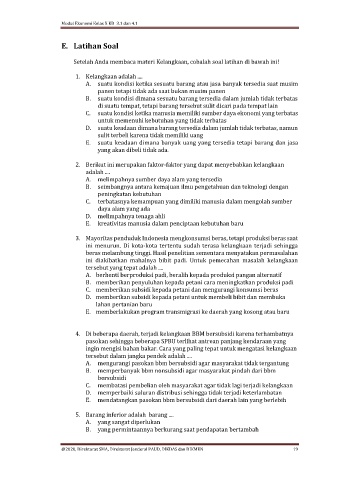 Modul Ekonomi Kelas X KD 3.1 dan 4.1
E. Latihan Soal
Setelah Anda membaca materi Kelangkaan, cobalah soal latihan di bawah ini!
1. Kelangkaan adalah ....
A. suatu kondisi ketika sesuatu barang atau jasa banyak tersedia saat musim
panen tetapi tidak ada saat bukan musim panen
B. suatu kondisi dimana sesuatu barang tersedia dalam jumlah tidak terbatas
di suatu tempat, tetapi barang tersebut sulit dicari pada tempat lain
C. suatu kondisi ketika manusia memiliki sumber daya ekonomi yang terbatas
untuk memenuhi kebutuhan yang tidak terbatas
D. suatu keadaan dimana barang tersedia dalam jumlah tidak terbatas, namun
sulit terbeli karena tidak memiliki uang
E. suatu keadaan dimana banyak uang yang tersedia tetapi barang dan jasa
yang akan dibeli tidak ada.
2. Berikut ini merupakan faktor-faktor yang dapat menyebabkan kelangkaan
adalah ....
A. melimpahnya sumber daya alam yang tersedia
B. seimbangnya antara kemajuan ilmu pengetahuan dan teknologi dengan
peningkatan kebutuhan
C. terbatasnya kemampuan yang dimiliki manusia dalam mengolah sumber
daya alam yang ada
D. melimpahnya tenaga ahli
E. kreativitas manusia dalam penciptaan kebutuhan baru
3. Mayoritas penduduk Indonesia mengkonsumsi beras, tetapi produksi beras saat
ini menurun. Di kota-kota tertentu sudah terasa kelangkaan terjadi sehingga
beras melambung tinggi. Hasil penelitian sementara menyatakan permasalahan
ini diakibatkan mahalnya bibit padi. Untuk pemecahan masalah kelangkaan
tersebut yang tepat adalah ....
A. berhenti berproduksi padi, beralih kepada produksi pangan alternatif
B. memberikan penyuluhan kepada petani cara meningkatkan produksi padi
C. memberikan subsidi kepada petani dan mengurangi konsumsi beras
D. memberikan subsidi kepada petani untuk membeli bibit dan membuka
lahan pertanian baru
E. memberlakukan program transmigrasi ke daerah yang kosong atau baru
4. Di beberapa daerah, terjadi kelangkaan BBM bersubsidi karena terhambatnya
pasokan sehingga beberapa SPBU terlihat antrean panjang kendaraan yang
ingin mengisi bahan bakar. Cara yang paling tepat untuk mengatasi kelangkaan
tersebut dalam jangka pendek adalah ....
A. mengurangi pasokan bbm bersubsidi agar masyarakat tidak tergantung
B. memperbanyak bbm nonsubsidi agar masyarakat pindah dari bbm
bersubsidi
C. membatasi pembelian oleh masyarakat agar tidak lagi terjadi kelangkaan
D. memperbaiki saluran distribusi sehingga tidak terjadi keterlambatan
E. mendatangkan pasokan bbm bersubsidi dari daerah lain yang berlebih
5. Barang inferior adalah barang ....
A. yang sangat diperlukan
B. yang permintaannya berkurang saat pendapatan bertambah
@2020, Direktorat SMA, Direktorat Jenderal PAUD, DIKDAS dan DIKMEN 19